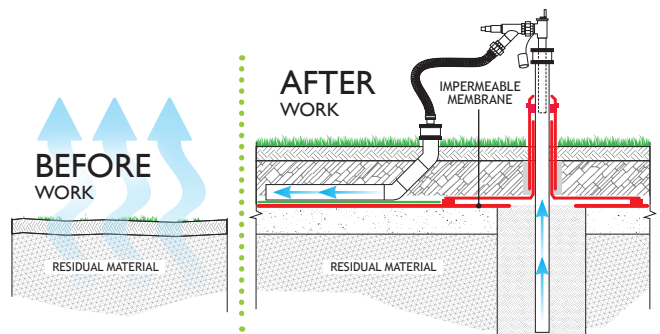 BEFORE
WORK
RESIDUAL MATERIAL
AFTER
WORK
IMPERMEABLE
MEMBRANE
RESIDUAL MATERIAL